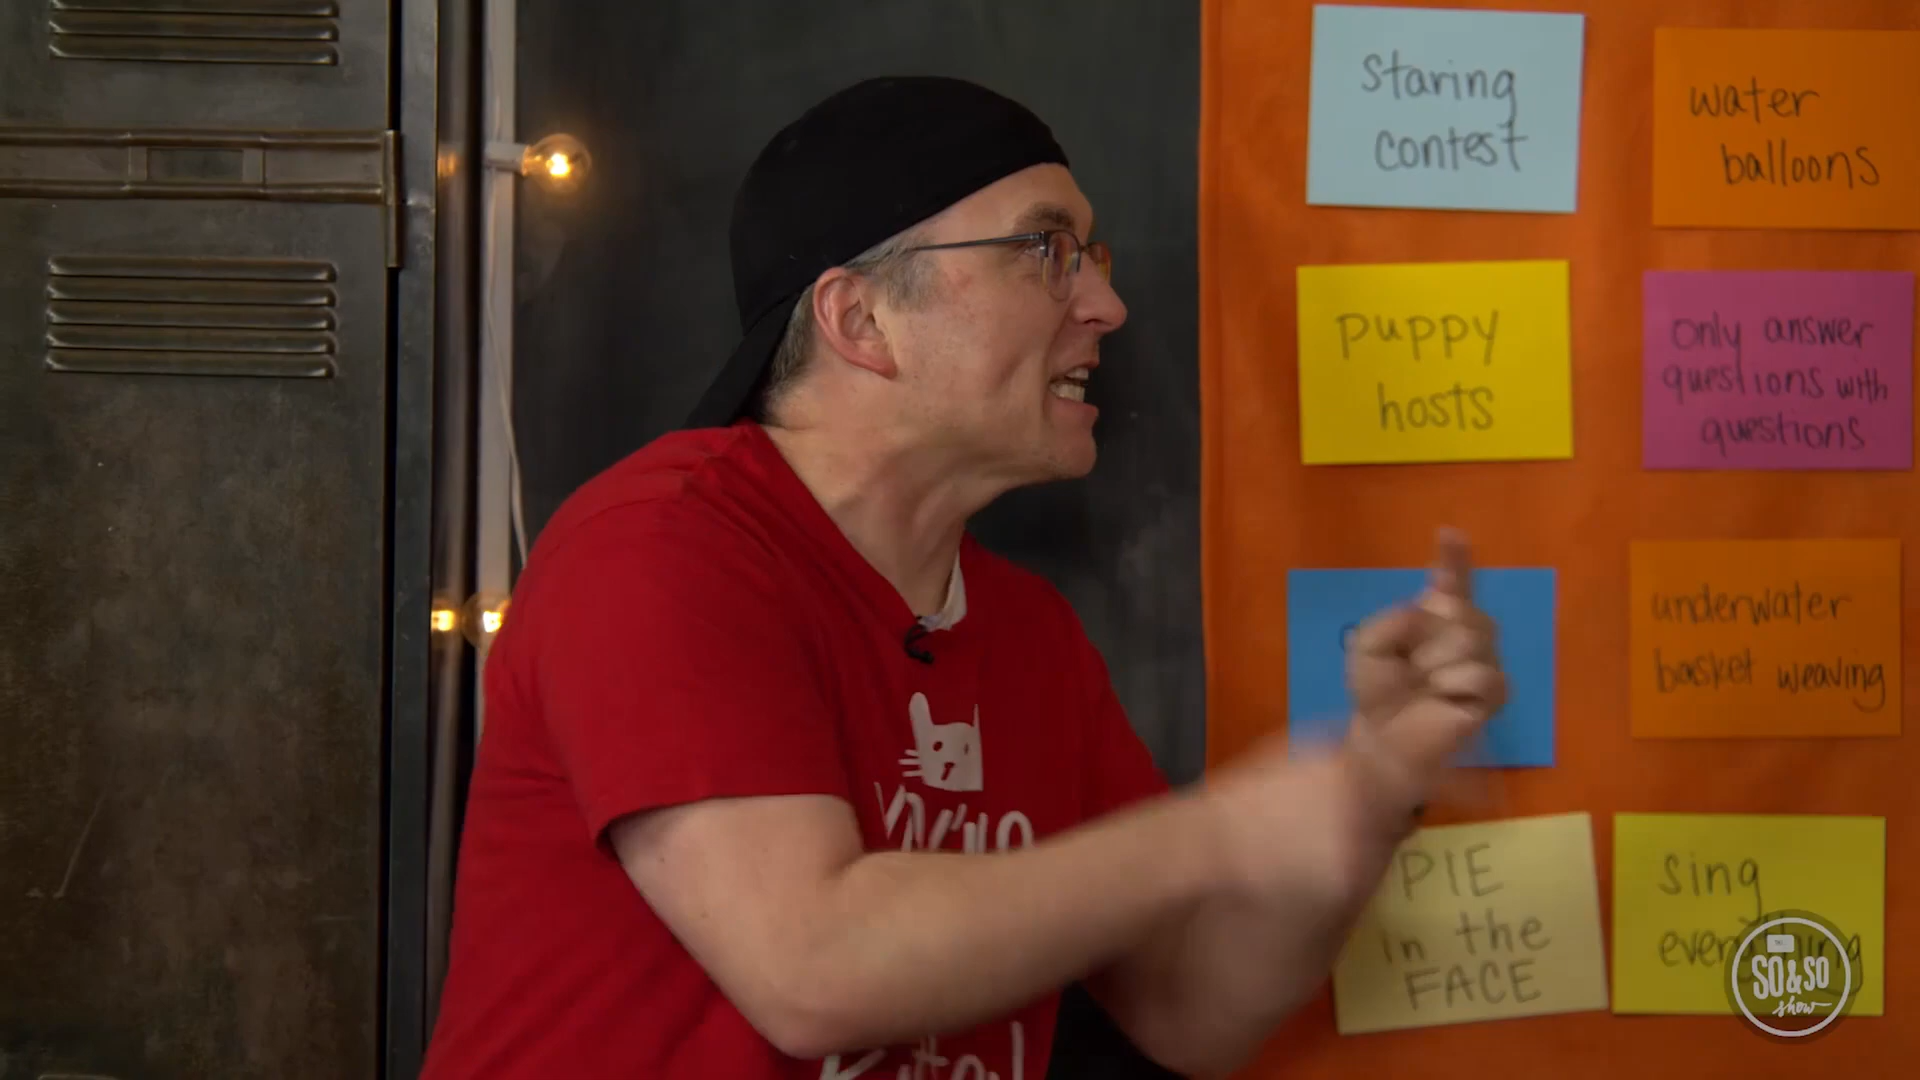 staring
contest
water
balloons
puppy
hosts
only answer
questions with
questions
underwater
basket weaving
PIE
in the
FACE
sing
everything
SO & SO
show